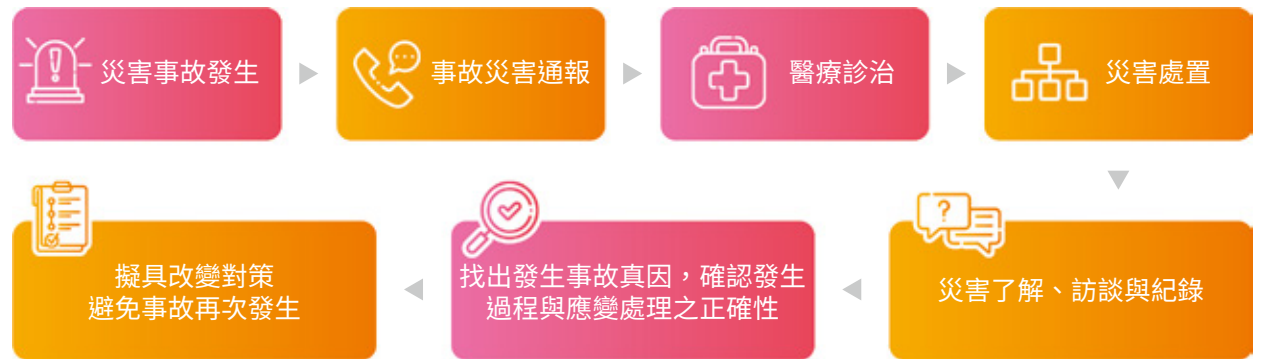 災害事故發生
事故災害通報
醫療診治
災害處置
災害了解、訪談與紀錄
找出發生事故真因，確認發生
過程與應變處理之正確性
擬具改變對策
避免事故再次發生